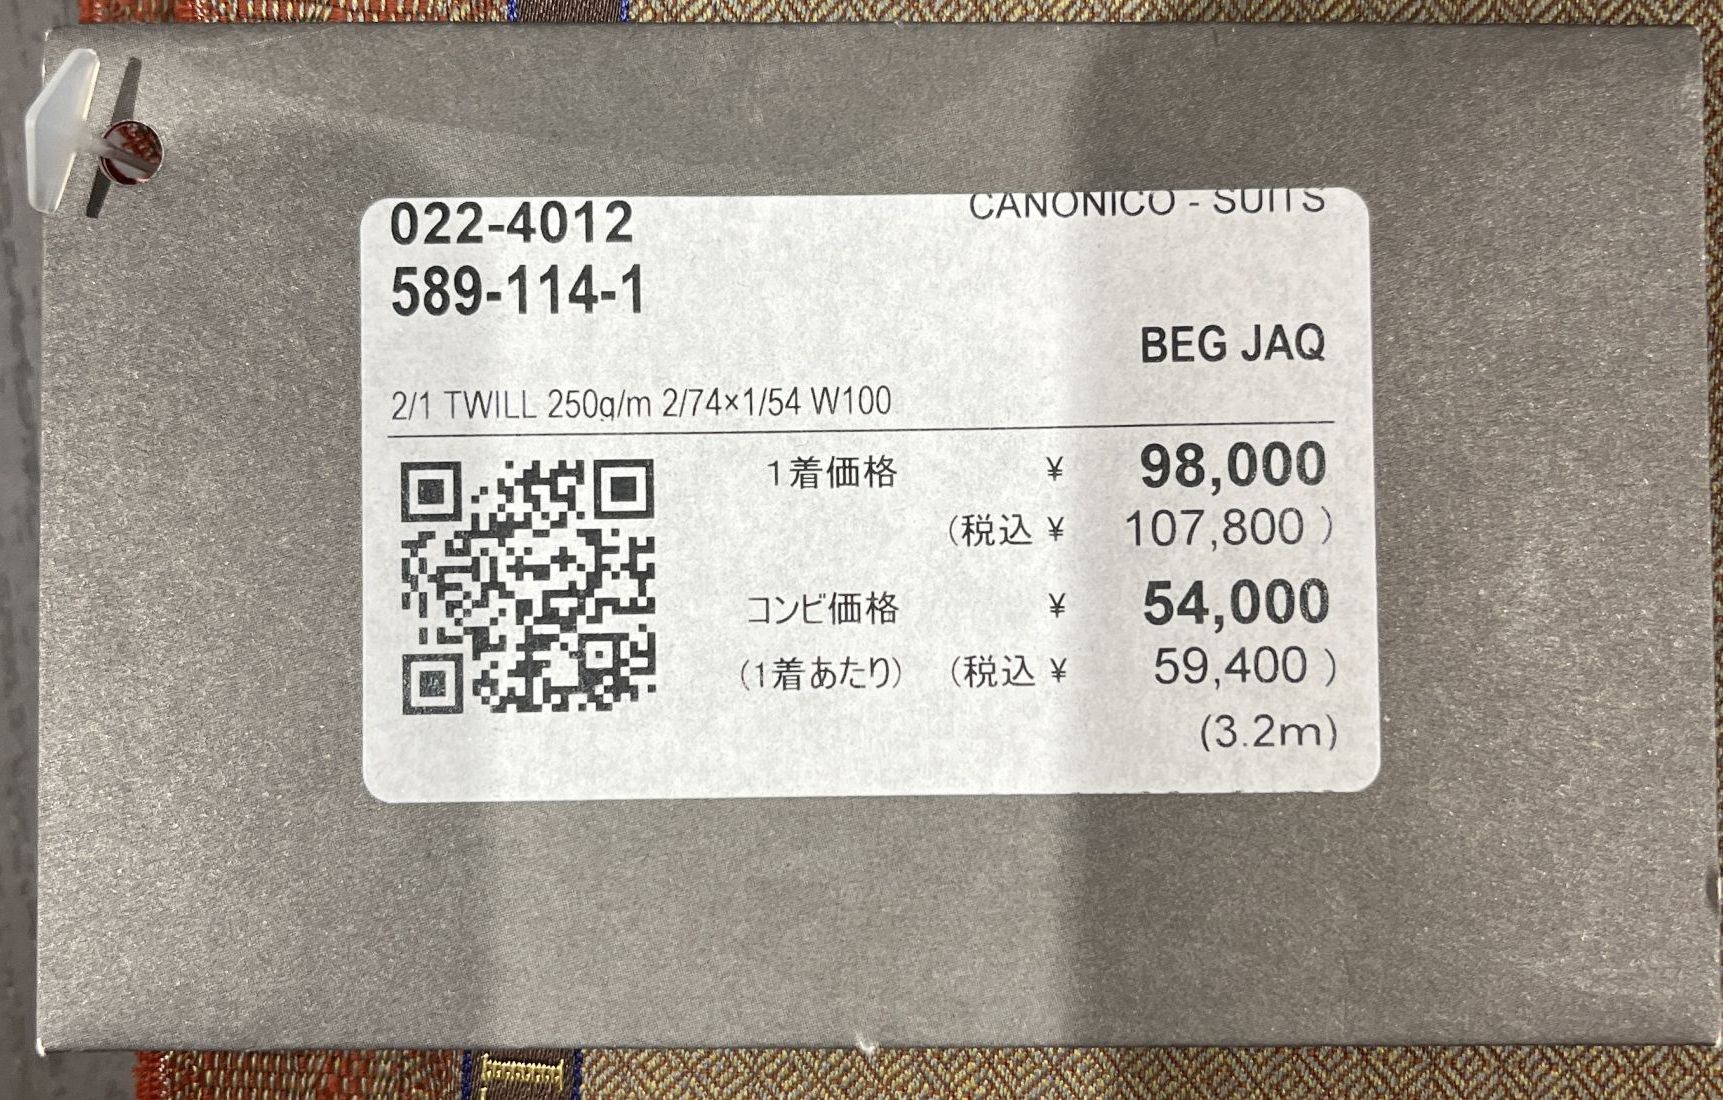 022-4012
CANONICO - SUITS
589-114-1
BEG JAQ
2/1 TWILL 250g/m 2/74×1/54 W100
1着価格 ¥ 98,000
(税込 ¥ 107,800 )
コンビ価格 ¥ 54,000
(1着あたり) (税込 ¥ 59,400 )
(3.2m)